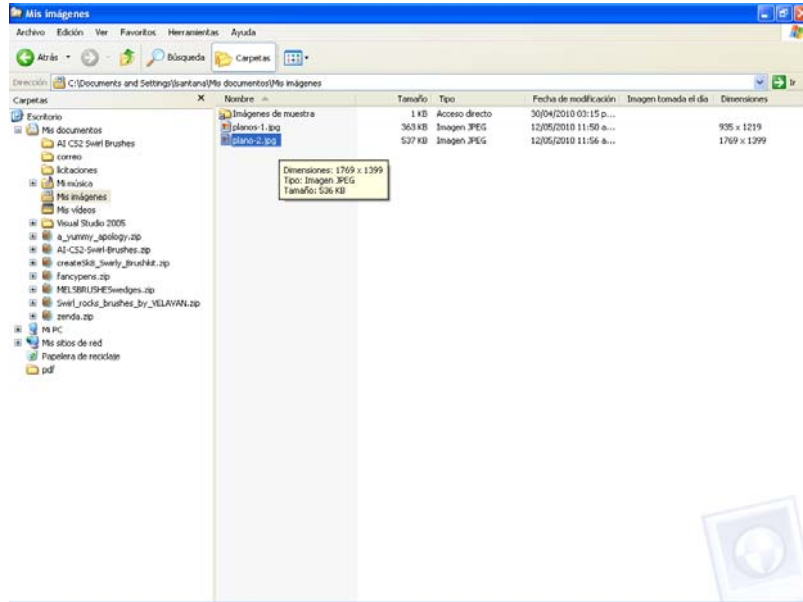 Mis imágenes
Archivo Edición Ver Favoritos Herramientas Ayuda
Atrás Búsqueda Carpetas
Dirección C:\Documents and Settings\lsantana\Mis documentos\Mis imágenes Ir
Carpetas X Nombre Tamaño Tipo Fecha de modificación Imagen tomada el día Dimensiones
Escritorio
Mis documentos
AI CS2 Swirl Brushes
correo
licitaciones
Mi música
Mis imágenes
Mis vídeos
Visual Studio 2005
a_yummy_apology.zip
AI-CS2-Swirl-Brushes.zip
createSk8_Swirly_Brushkit.zip
fancypens.zip
MELSBRUSHESwedges.zip
Swirl_rocks_brushes_by_VELAVAN.zip
zenda.zip
Mi PC
Mis sitios de red
Papelera de reciclaje
pdf
Imágenes de muestra 1 KB Acceso directo 30/04/2010 03:15 p...
planos-1.jpg 363 KB Imagen JPEG 12/05/2010 11:50 a... 935 x 1219
plano-2.jpg 537 KB Imagen JPEG 12/05/2010 11:56 a... 1769 x 1399
Dimensiones: 1769 x 1399
Tipo: Imagen JPEG
Tamaño: 536 KB